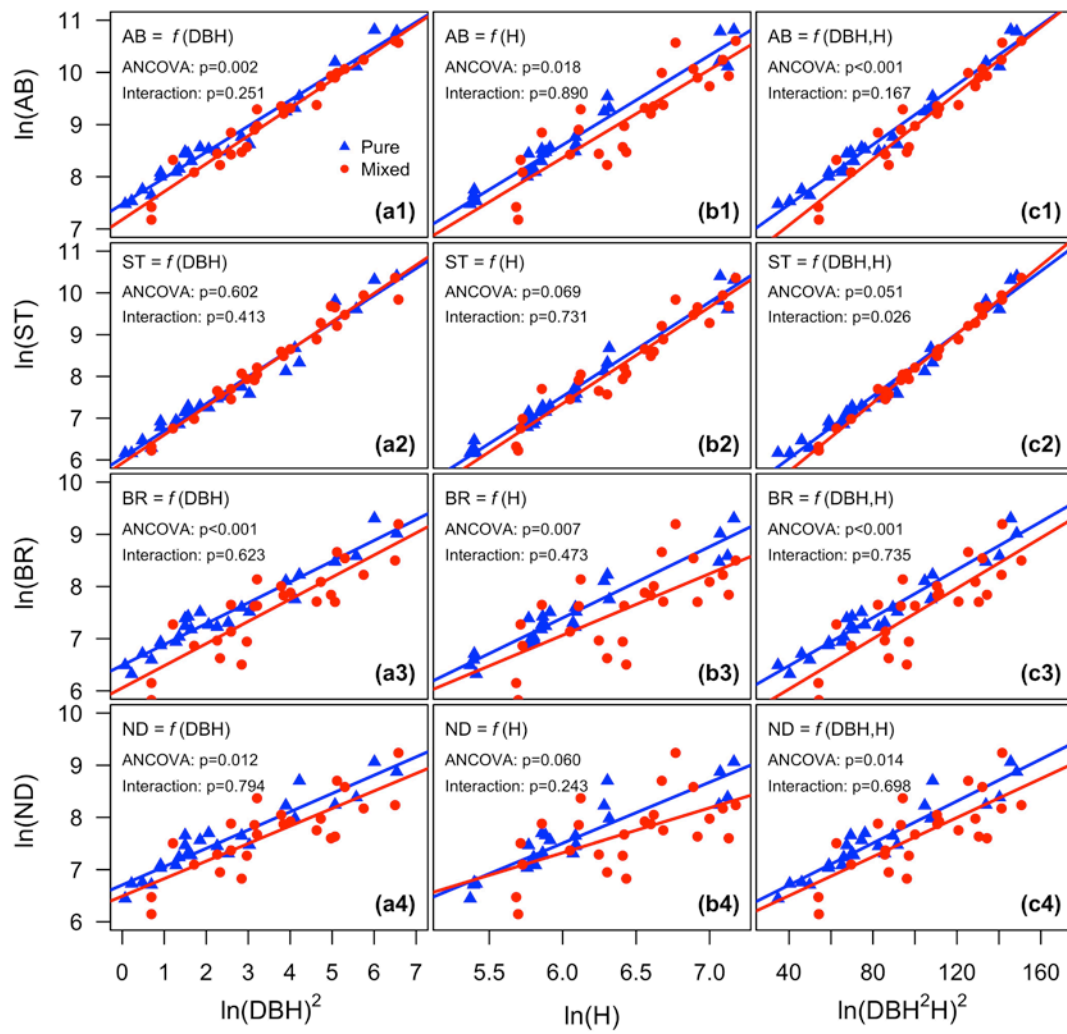 ln(AB)
11
10
9
8
7
AB = f (DBH)
ANCOVA: p=0.002
Interaction: p=0.251
Pure
Mixed
(a1)
AB = f (H)
ANCOVA: p=0.018
Interaction: p=0.890
(b1)
AB = f (DBH,H)
ANCOVA: p<0.001
Interaction: p=0.167
(c1)
ln(ST)
11
10
9
8
7
6
ST = f (DBH)
ANCOVA: p=0.602
Interaction: p=0.413
(a2)
ST = f (H)
ANCOVA: p=0.069
Interaction: p=0.731
(b2)
ST = f (DBH,H)
ANCOVA: p=0.051
Interaction: p=0.026
(c2)
ln(BR)
10
9
8
7
6
BR = f (DBH)
ANCOVA: p<0.001
Interaction: p=0.623
(a3)
BR = f (H)
ANCOVA: p=0.007
Interaction: p=0.473
(b3)
BR = f (DBH,H)
ANCOVA: p<0.001
Interaction: p=0.735
(c3)
ln(ND)
10
9
8
7
6
ND = f (DBH)
ANCOVA: p=0.012
Interaction: p=0.794
(a4)
ND = f (H)
ANCOVA: p=0.060
Interaction: p=0.243
(b4)
ND = f (DBH,H)
ANCOVA: p=0.014
Interaction: p=0.698
(c4)
0 1 2 3 4 5 6 7
5.5 6.0 6.5 7.0
40 80 120 160
ln(DBH)²
ln(H)
ln(DBH²H)²